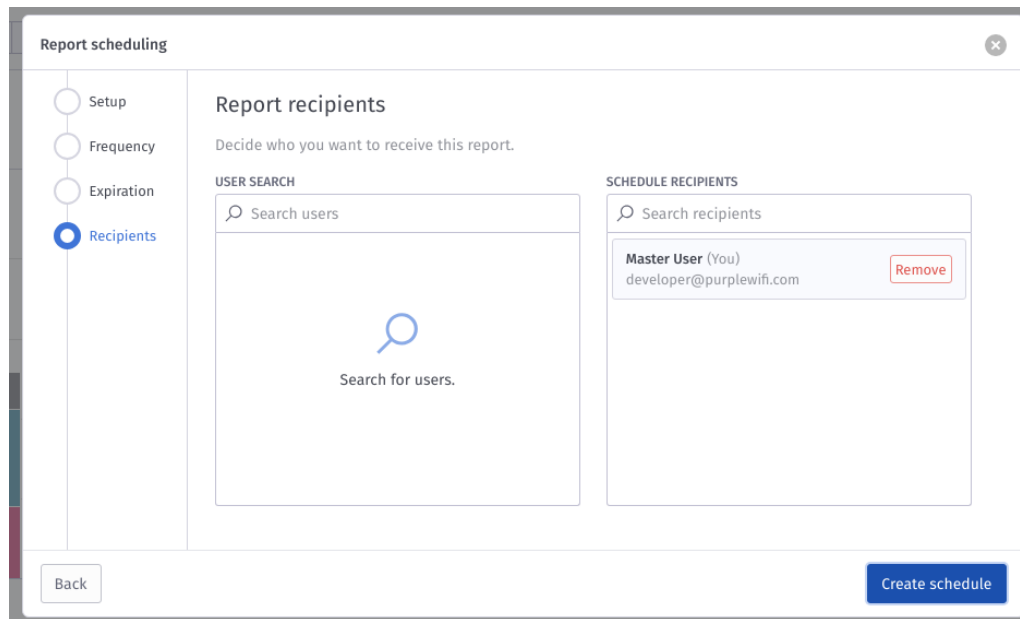 Report scheduling
Setup
Frequency
Expiration
Recipients
Report recipients
Decide who you want to receive this report.
USER SEARCH
Search users
Search for users.
SCHEDULE RECIPIENTS
Search recipients
Master User (You)
developer@purplewifi.com
Remove
Back
Create schedule